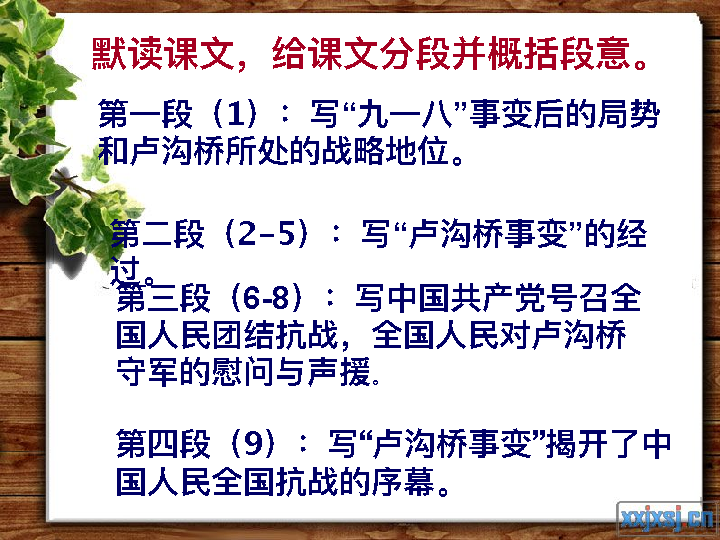 默读课文，给课文分段并概括段意。
第一段（1）：写“九一八”事变后的局势
和卢沟桥所处的战略地位。
第二段（2-5）：写“卢沟桥事变”的经
过。
第三段（6-8）：写中国共产党号召全
国人民团结抗战，全国人民对卢沟桥
守军的慰问与声援.
第四段（9）：写“卢沟桥事变”揭开了中
国人民全国抗战的序幕。
xxjxsj.cn